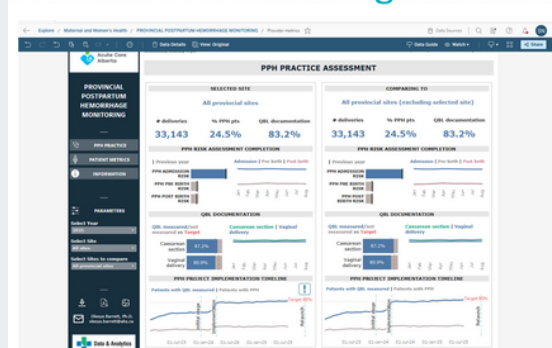 Explore / Maternal and Women's Health / PROVINCIAL POSTPARTUM HEMORRHAGE MONITORING / Provider metrics
Data Sources
Data Details
View: Original
Data Guide
Watch
Share
Acute Care
Alberta
PROVINCIAL
POSTPARTUM
HEMORRHAGE
MONITORING
PPH PRACTICE
PATIENT METRICS
INFORMATION
PARAMETERS
Select Year
Select Site
All sites
Select Sites to compare
All provincial sites
Data & Analytics
PPH PRACTICE ASSESSMENT
SELECTED SITE
All provincial sites
# deliveries
% PPH pts
QBL documentation
33,143
24.5%
83.2%
PPH RISK ASSESSMENT COMPLETION
| Previous year
Admission | Pre birth | Post birth
PPH ADMISSION
RISK
PPH PRE BIRTH
RISK
PPH POST BIRTH
RISK
QBL DOCUMENTATION
QBL measured/not
measured vs Target
Caesarean section | Vaginal
delivery
Caesarean
section
87.2%
Vaginal
delivery
80.9%
PPH PROJECT IMPLEMENTATION TIMELINE
Patients with QBL measured | Patients with PPH
Target 80%
Relaunch
COMPARING TO
All provincial sites (excluding selected site)
# deliveries
% PPH pts
QBL documentation
33,143
24.5%
83.2%
PPH RISK ASSESSMENT COMPLETION
| Previous year
Admission | Pre birth | Post birth
PPH ADMISSION
RISK
PPH PRE BIRTH
RISK
PPH POST BIRTH
RISK
QBL DOCUMENTATION
QBL measured/not
measured vs Target
Caesarean section | Vaginal
delivery
Caesarean
section
87.2%
Vaginal
delivery
80.9%
PPH PROJECT IMPLEMENTATION TIMELINE
Patients with QBL measured | Patients with PPH
Target 80%
Relaunch